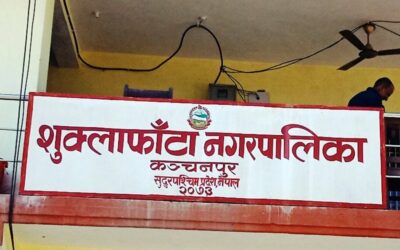 शुक्लाफाँटा नगरपालिका
कञ्चनपुर
सुदुरपश्चिम प्रदेश, नेपाल
२०७३